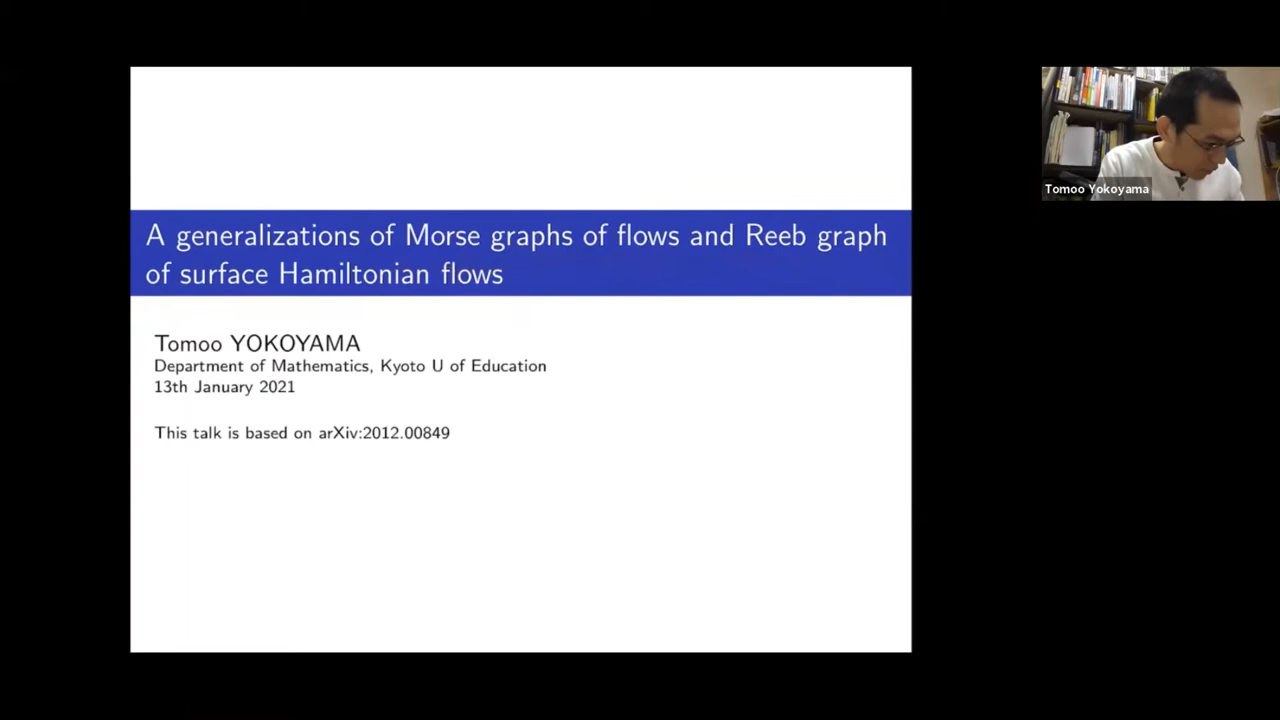 A generalizations of Morse graphs of flows and Reeb graph
of surface Hamiltonian flows
Tomoo YOKOYAMA
Department of Mathematics, Kyoto U of Education
13th January 2021
This talk is based on arXiv:2012.00849
Tomoo Yokoyama